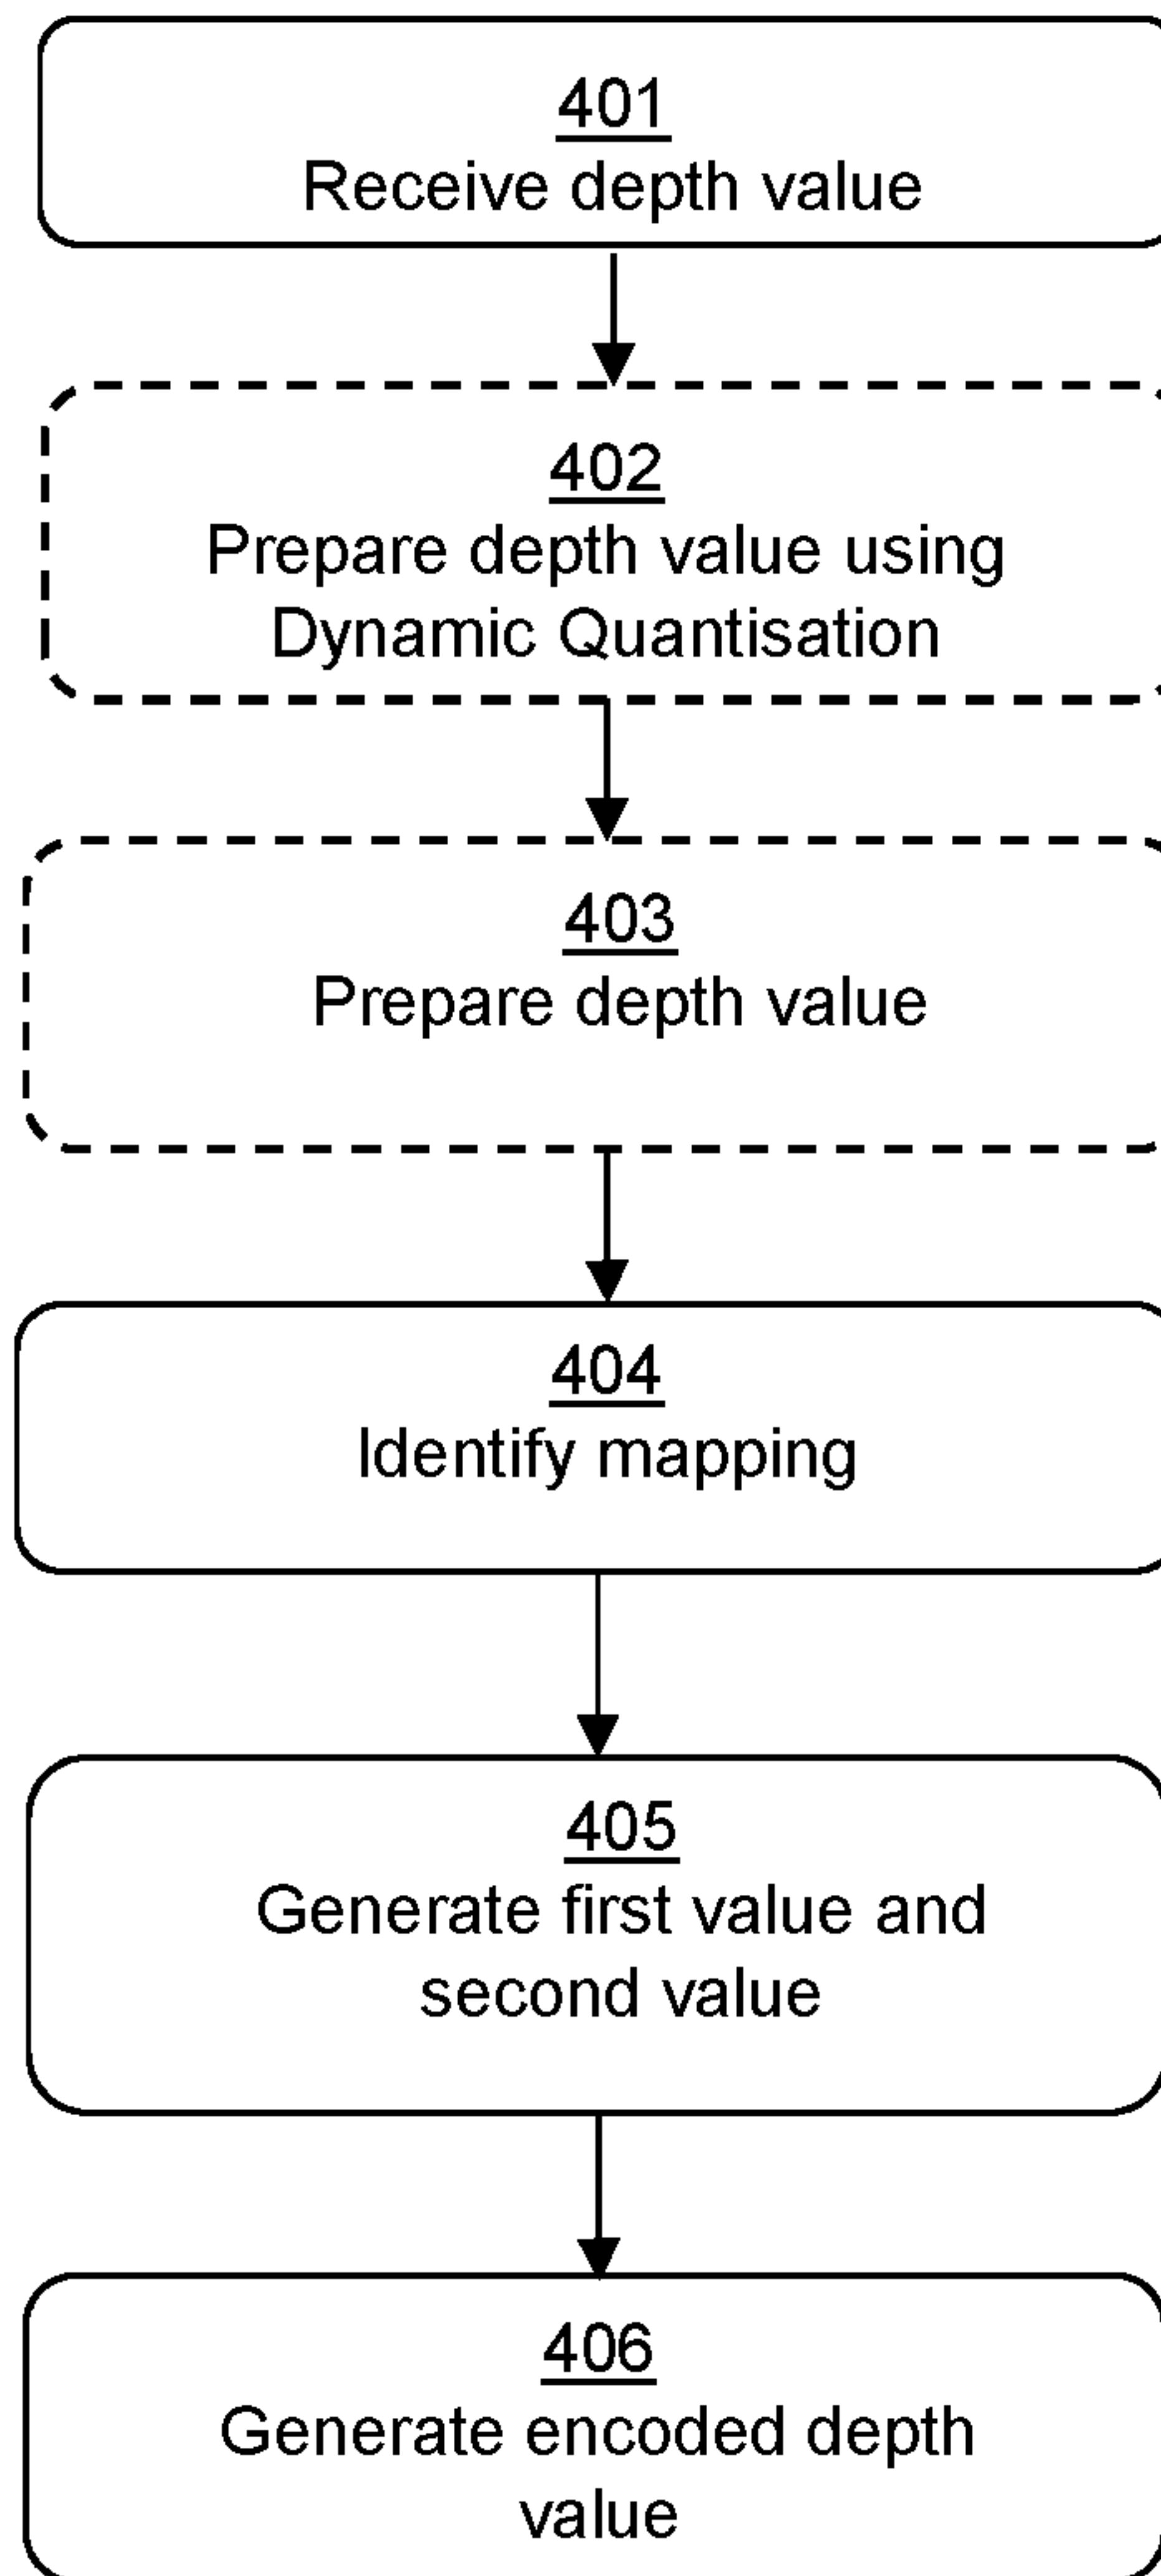 401
Receive depth value
402
Prepare depth value using
Dynamic Quantisation
403
Prepare depth value
404
Identify mapping
405
Generate first value and
second value
406
Generate encoded depth
value